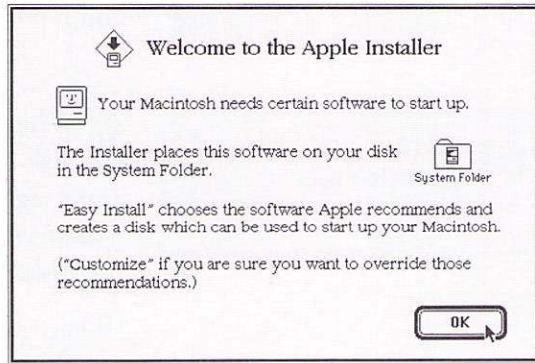 Welcome to the Apple Installer
Your Macintosh needs certain software to start up.
The Installer places this software on your disk
in the System Folder.
System Folder
"Easy Install" chooses the software Apple recommends and
creates a disk which can be used to start up your Macintosh.
("Customize" if you are sure you want to override those
recommendations.)
OK